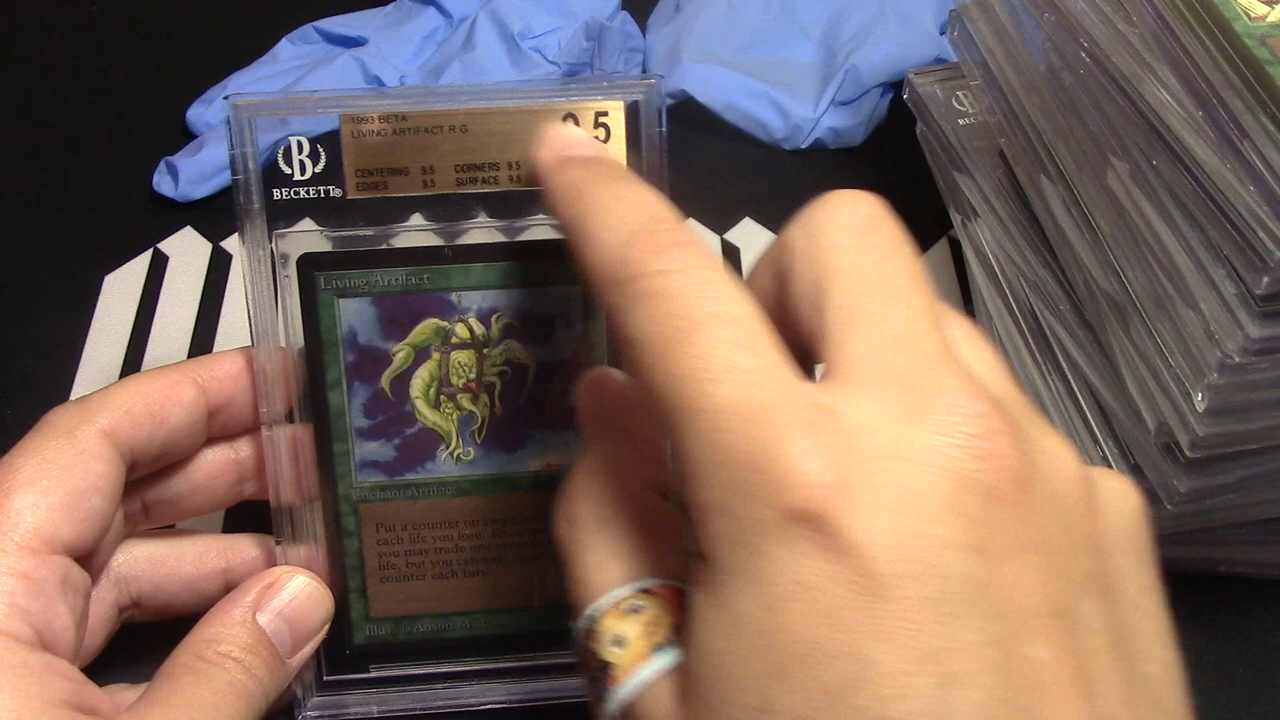 1993 BETA
LIVING ARTIFACT R G
9.5
CENTERING 9.5 CORNERS 9.5
EDGES 9.5 SURFACE 9.5
B
BECKETT®
Living Artifact
Enchant Artifact
Put a counter on
each life you lose.
you may trade one
life, but you can
counter each turn.
Illus. © Anson
B
BEC